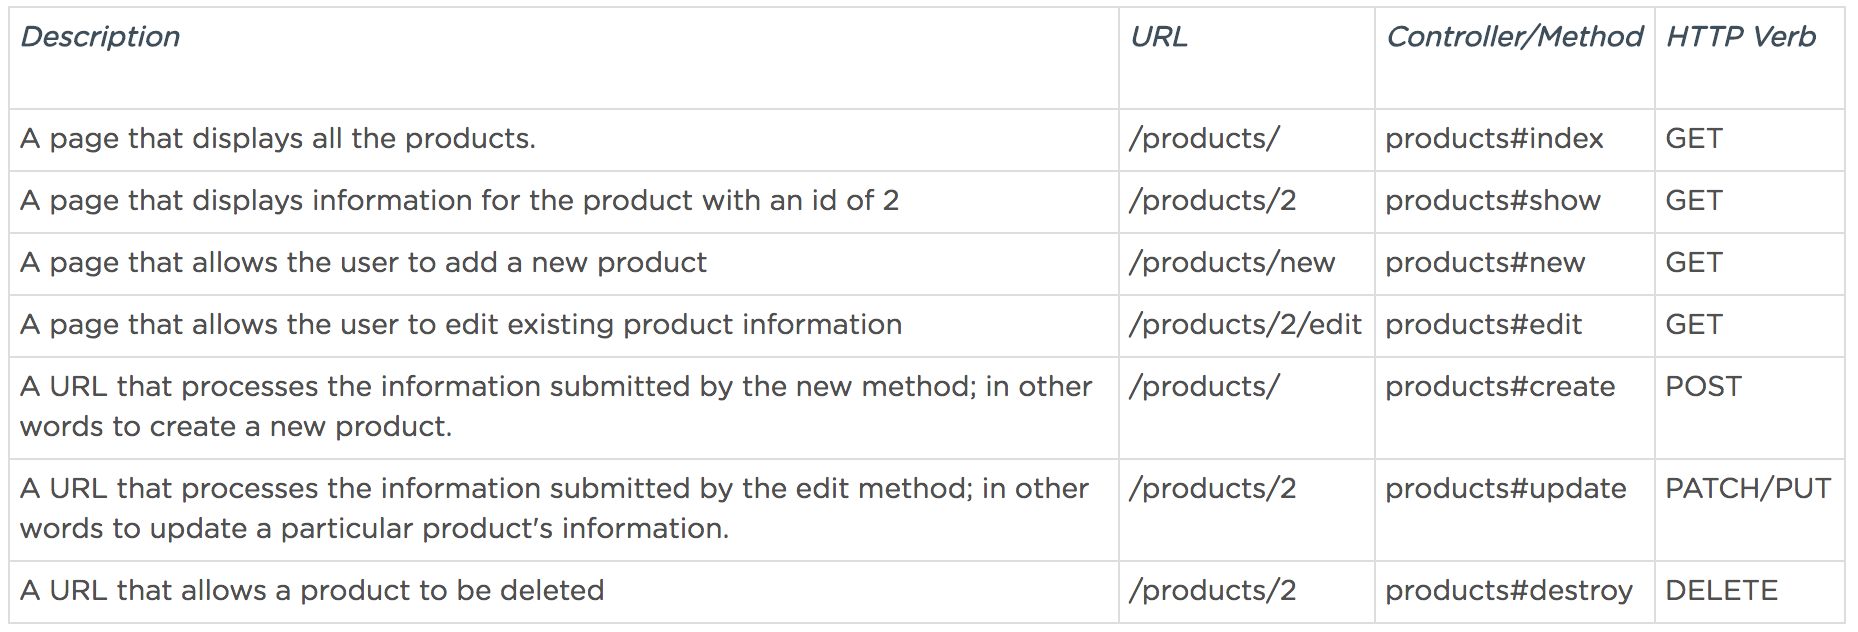 Description URL Controller/Method HTTP Verb
A page that displays all the products. /products/ products#index GET
A page that displays information for the product with an id of 2 /products/2 products#show GET
A page that allows the user to add a new product /products/new products#new GET
A page that allows the user to edit existing product information /products/2/edit products#edit GET
A URL that processes the information submitted by the new method; in other /products/ products#create POST
words to create a new product.
A URL that processes the information submitted by the edit method; in other /products/2 products#update PATCH/PUT
words to update a particular product's information.
A URL that allows a product to be deleted /products/2 products#destroy DELETE